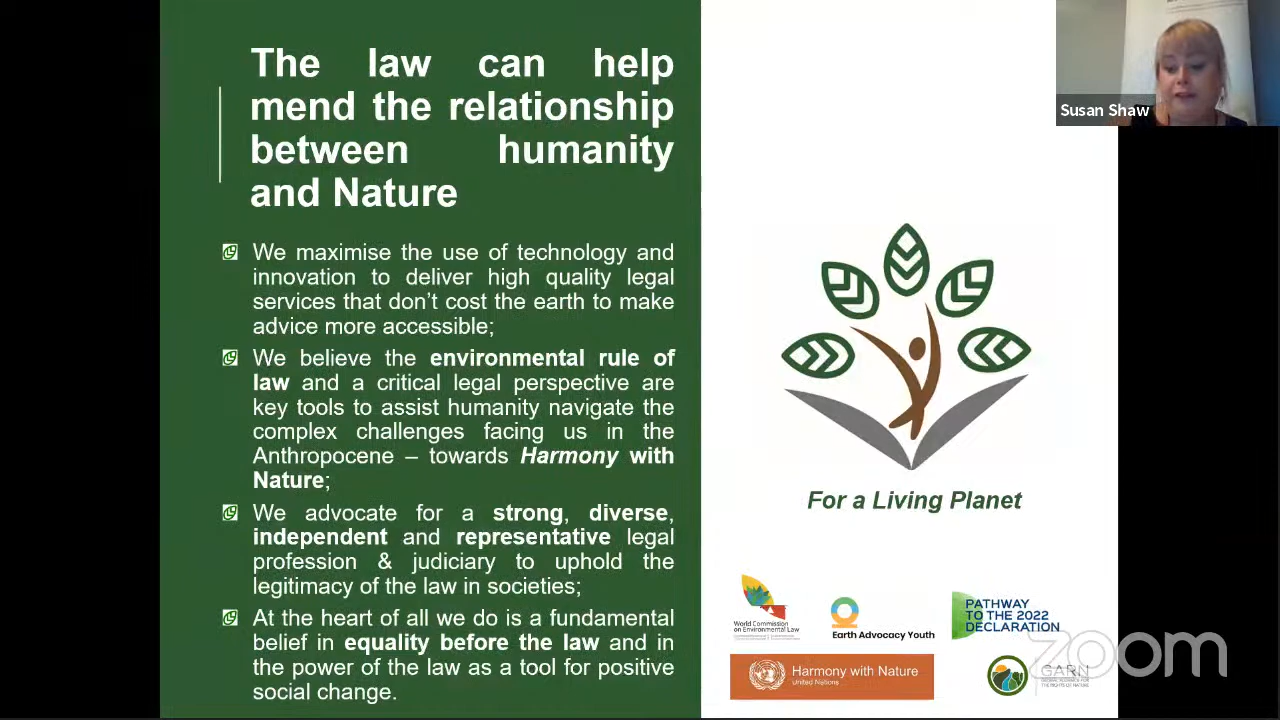 The law can help
mend the relationship
between humanity
and Nature
We maximise the use of technology and
innovation to deliver high quality legal
services that don't cost the earth to make
advice more accessible;
We believe the environmental rule of
law and a critical legal perspective are
key tools to assist humanity navigate the
complex challenges facing us in the
Anthropocene – towards Harmony with
Nature;
We advocate for a strong, diverse,
independent and representative legal
profession & judiciary to uphold the
legitimacy of the law in societies;
At the heart of all we do is a fundamental
belief in equality before the law and in
the power of the law as a tool for positive
social change.
Susan Shaw
For a Living Planet
World Commission
on Environmental Law
Earth Advocacy Youth
PATHWAY
TO THE 2022
DECLARATION
Harmony with Nature
United Nations
GARN
GLOBAL ALLIANCE FOR
THE RIGHTS OF NATURE
zoom